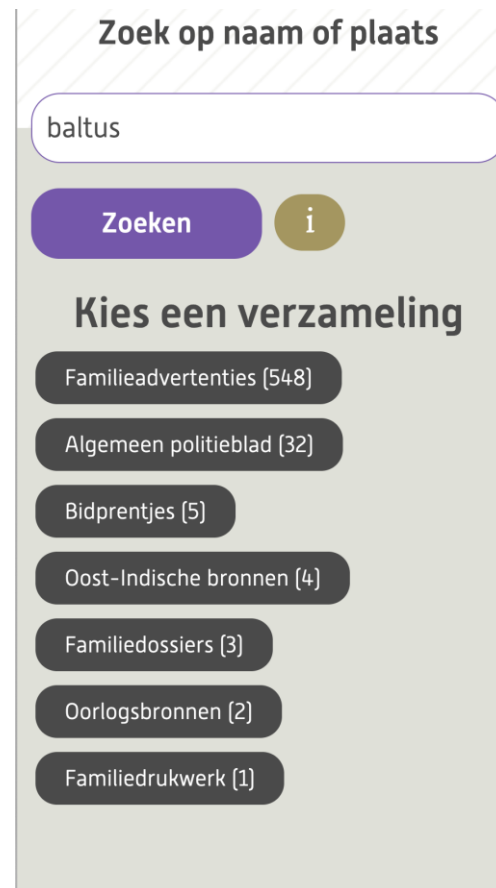 Zoek op naam of plaats
baltus
Zoeken
i
Kies een verzameling
Familieadvertenties (548)
Algemeen politieblad (32)
Bidprentjes (5)
Oost-Indische bronnen (4)
Familiedossiers (3)
Oorlogsbronnen (2)
Familiedrukwerk (1)